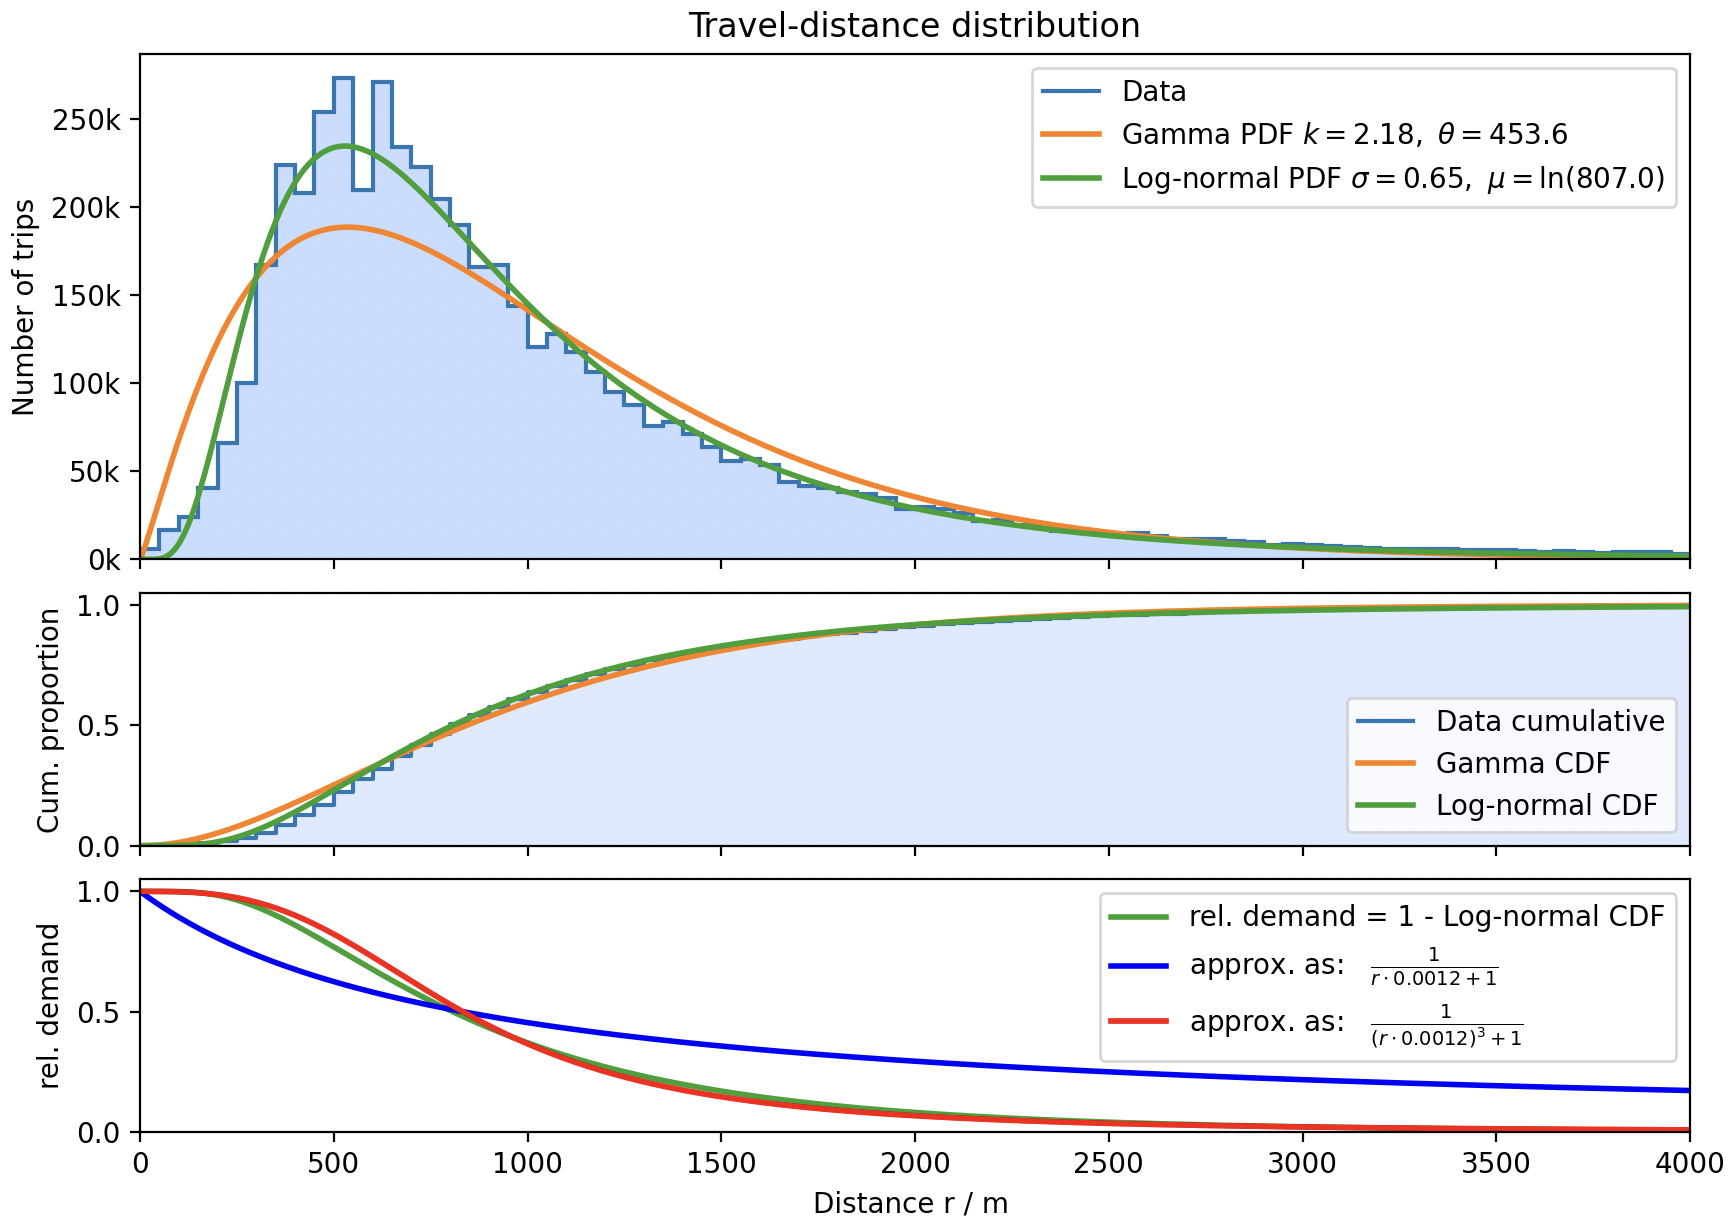 Travel-distance distribution
Number of trips
250k
200k
150k
100k
50k
0k
Data
Gamma PDF k = 2.18, θ = 453.6
Log-normal PDF σ = 0.65, μ = ln(807.0)
Cum. proportion
1.0
0.5
0.0
Data cumulative
Gamma CDF
Log-normal CDF
rel. demand
1.0
0.5
0.0
rel. demand = 1 - Log-normal CDF
approx. as: 1/(r · 0.0012 + 1)
approx. as: 1/((r · 0.0012)³ + 1)
0 500 1000 1500 2000 2500 3000 3500 4000
Distance r / m